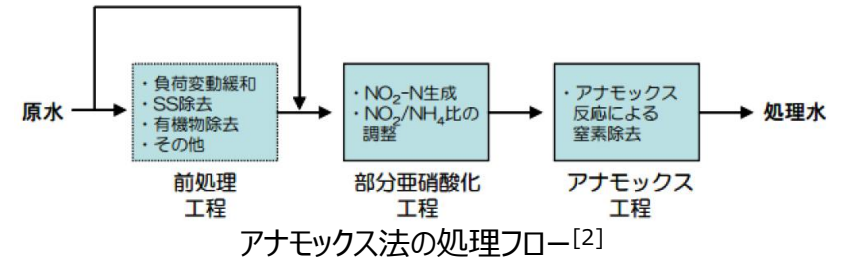 原水
・負荷変動緩和
・SS除去
・有機物除去
・その他
前処理
工程
・NO₂-N生成
・NO₂/NH₄比の
調整
部分亜硝酸化
工程
・アナモックス
反応による
窒素除去
アナモックス
工程
処理水
アナモックス法の処理フロー[2]